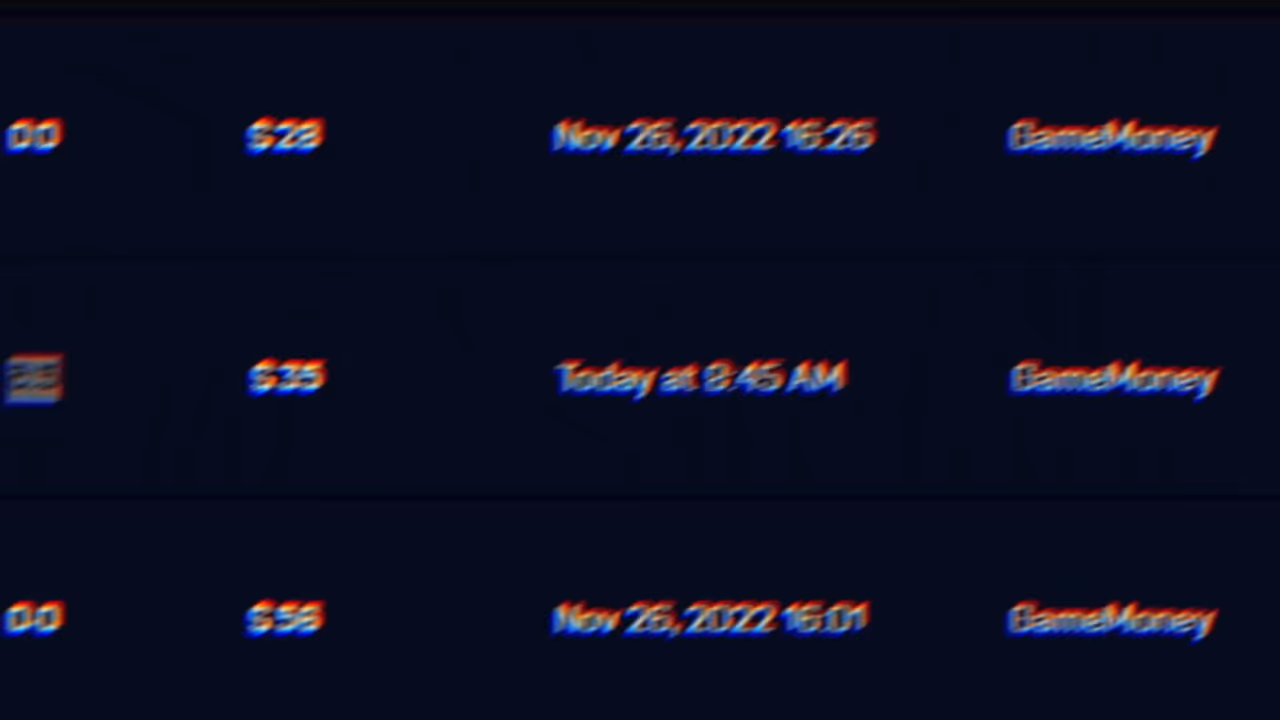 00 $28 Nov 26, 2022 16:26 GameMoney
$35 Today at 8:45 AM GameMoney
00 $56 Nov 26, 2022 16:01 GameMoney